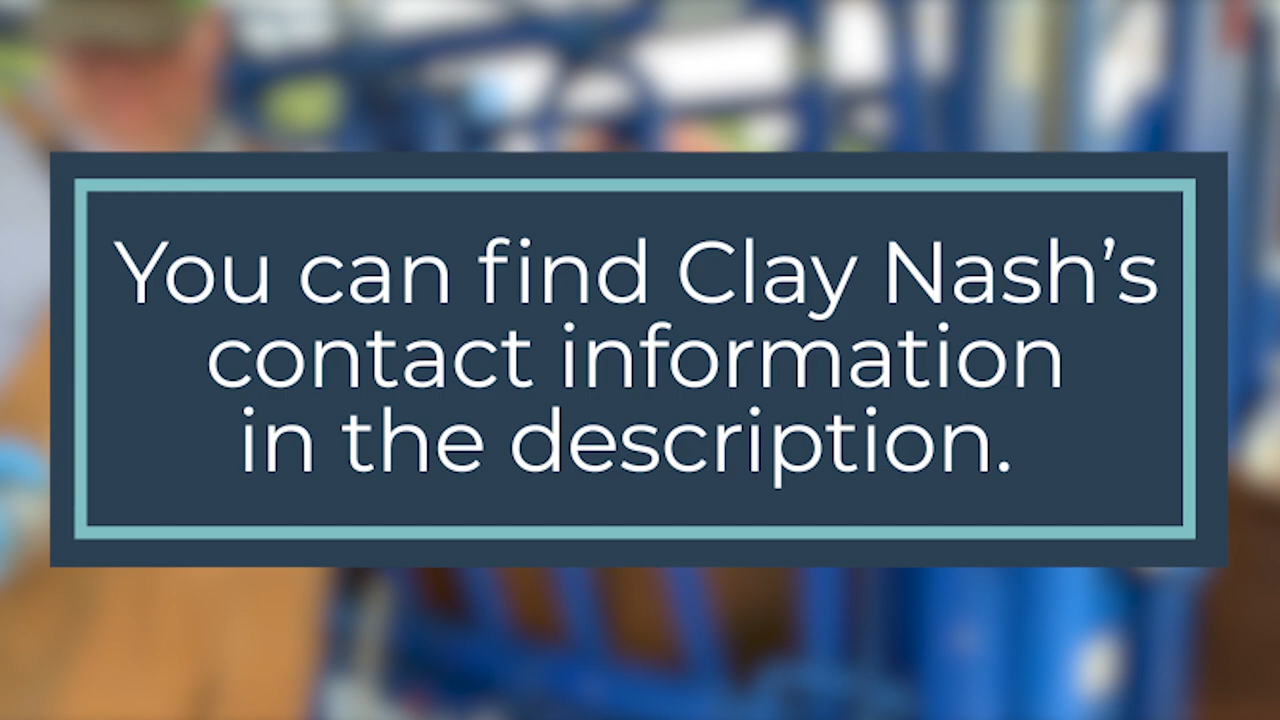 You can find Clay Nash’s
contact information
in the description.